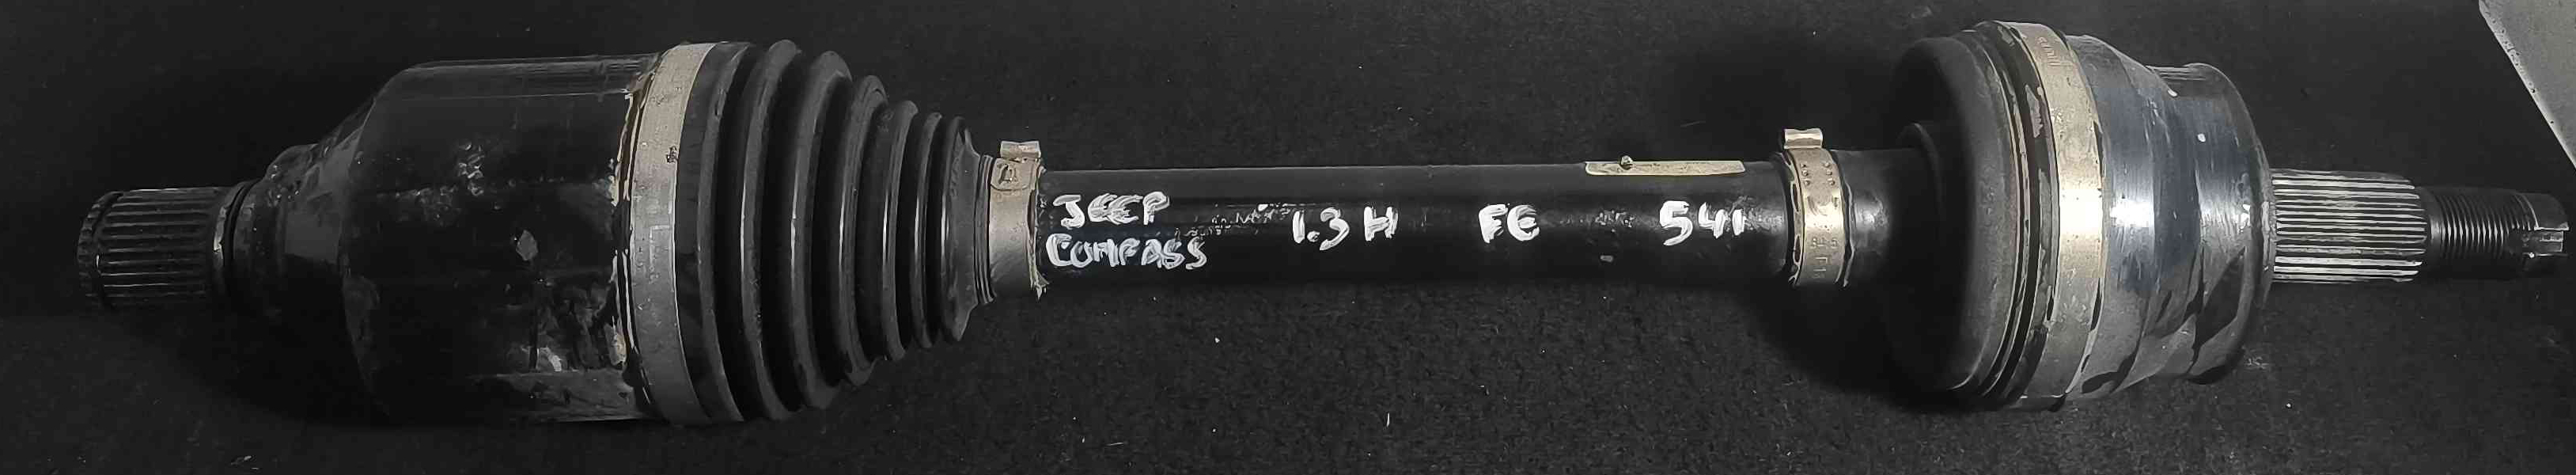 JEEP 1.3 H FE 541
COMPASS